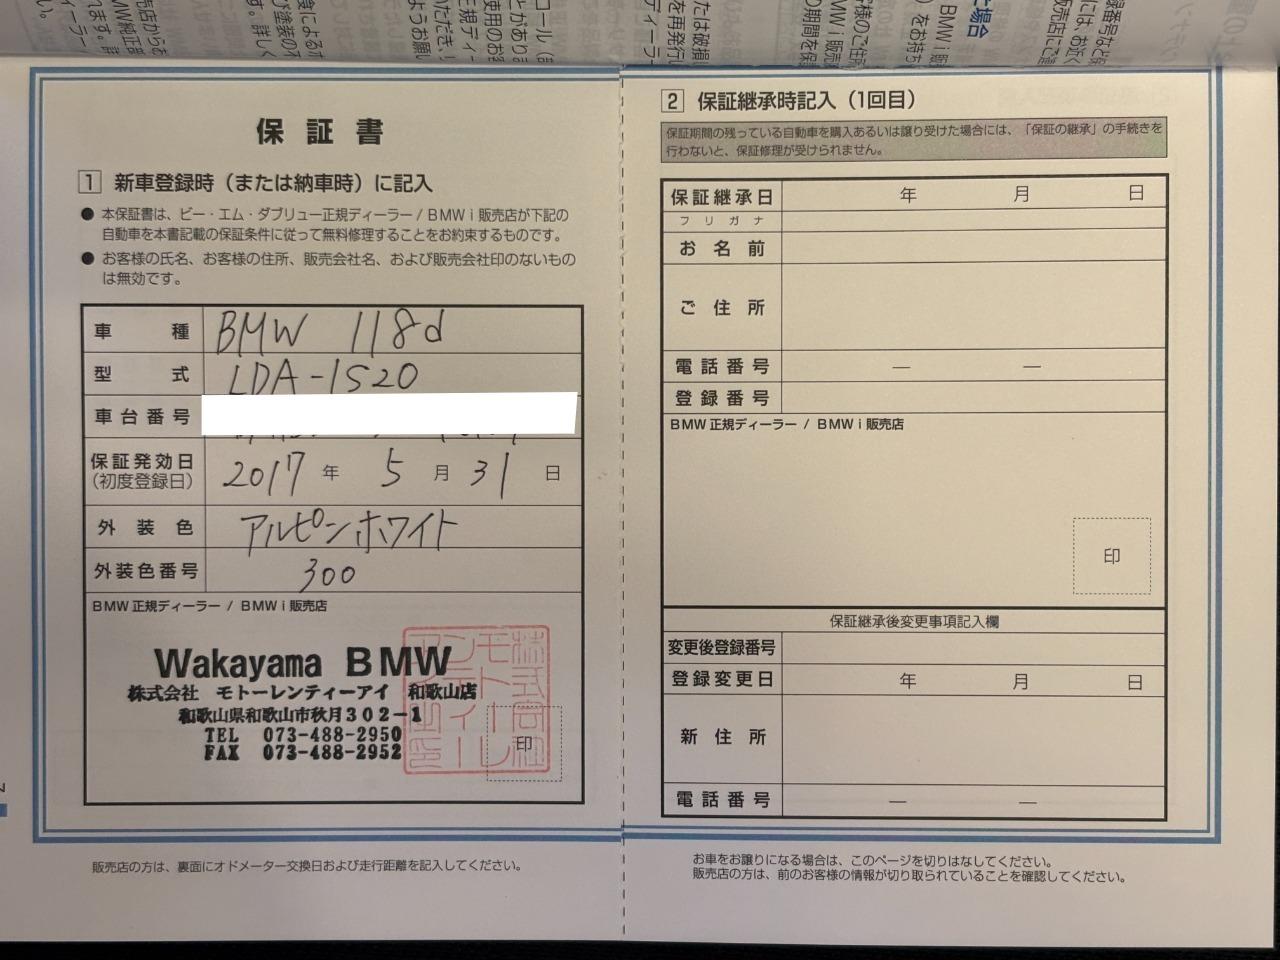 保証書
1 新車登録時（または納車時）に記入
● 本保証書は、ビー・エム・ダブリュー正規ディーラー / BMW i 販売店が下記の
自動車を本書記載の保証条件に従って無料修理することをお約束するものです。
● お客様の氏名、お客様の住所、販売会社名、および販売会社印のないもの
は無効です。
車種 BMW 118d
型式 LDA-1S20
車台番号
保証発効日 2017 年 5 月 31 日
（初度登録日）
外装色 アルピンホワイト
外装色番号 300
BMW 正規ディーラー / BMW i 販売店
Wakayama BMW
株式会社 モトーレンティーアイ 和歌山店
和歌山県和歌山市秋月302-1
TEL 073-488-2950
FAX 073-488-2952
印
販売店の方は、裏面にオドメーター交換日および走行距離を記入してください。
2 保証継承時記入（1回目）
保証期間の残っている自動車を購入あるいは譲り受けた場合には、「保証の継承」の手続きを
行わないと、保証修理が受けられません。
保証継承日 年 月 日
フリガナ
お名前
ご住所
電話番号 — —
登録番号
BMW 正規ディーラー / BMW i 販売店
印
保証継承後変更事項記入欄
変更後登録番号
登録変更日 年 月 日
新住所
電話番号 — —
お車をお譲りになる場合は、このページを切りはなしてください。
販売店の方は、前のお客様の情報が切り取られていることを確認してください。